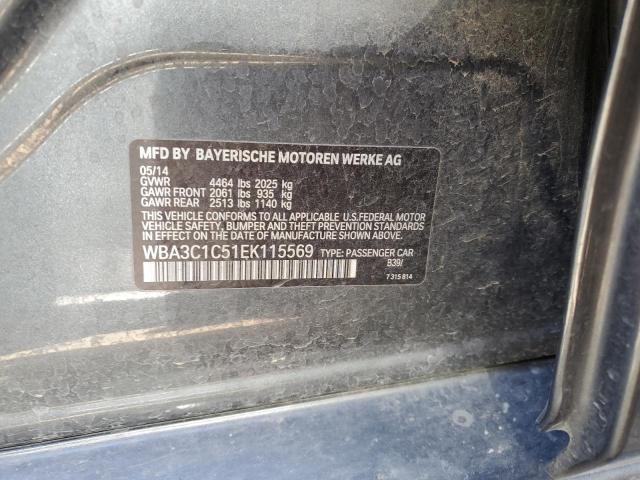 MFD BY BAYERISCHE MOTOREN WERKE AG
05/14
GVWR 4464 lbs 2025 kg
GAWR FRONT 2061 lbs 935 kg
GAWR REAR 2513 lbs 1140 kg
THIS VEHICLE CONFORMS TO ALL APPLICABLE U.S.FEDERAL MOTOR
VEHICLE SAFETY, BUMPER,AND THEFT PREVENTION STANDARDS
IN EFFECT ON THE DATE OF MANUFACTURE SHOWN ABOVE.
WBA3C1C51EK115569 TYPE: PASSENGER CAR
B39/
7 315 814